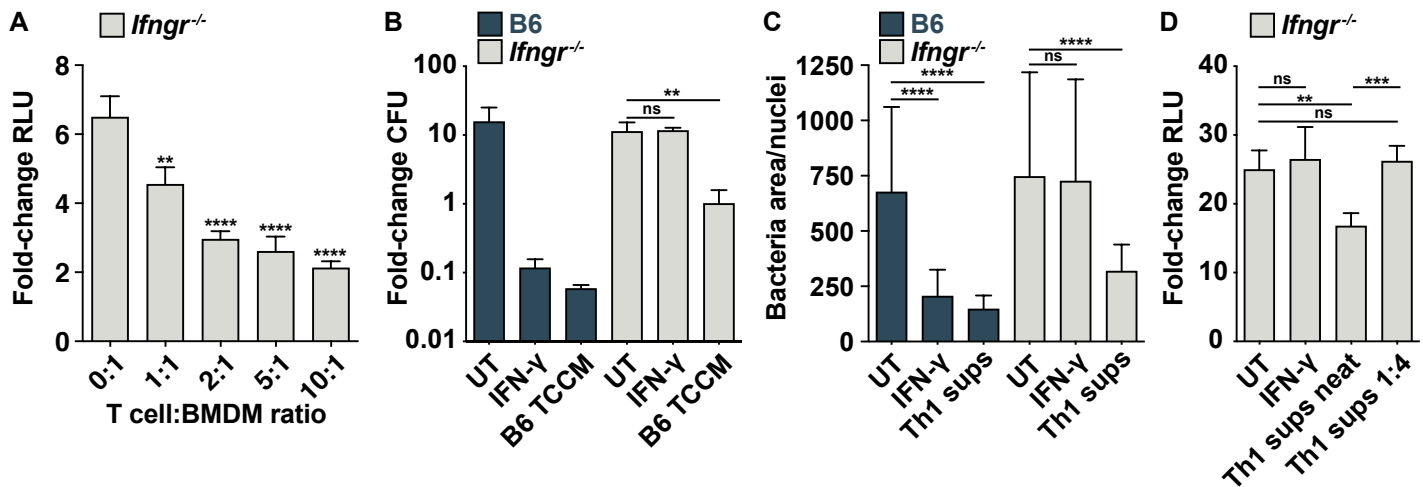 A
Ifngr-/-
Fold-change RLU
8
6
4
2
0
**
****
****
****
0:1
1:1
2:1
5:1
10:1
T cell:BMDM ratio
B
B6
Ifngr-/-
Fold-change CFU
100
10
1
0.1
0.01
**
ns
UT
IFN-γ
B6 TCCM
UT
IFN-γ
B6 TCCM
C
B6
Ifngr-/-
Bacteria area/nuclei
1250
1000
750
500
250
0
****
****
****
ns
UT
IFN-γ
Th1 sups
UT
IFN-γ
Th1 sups
D
Ifngr-/-
Fold-change RLU
40
30
20
10
0
ns
***
**
ns
UT
IFN-γ
Th1 sups neat
Th1 sups 1:4